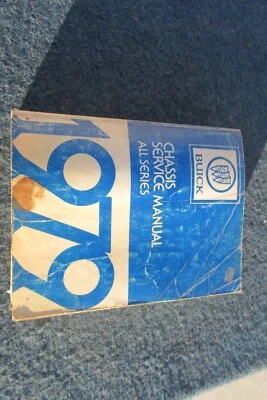 BUICK
CHASSIS
SERVICE MANUAL
ALL SERIES
1979